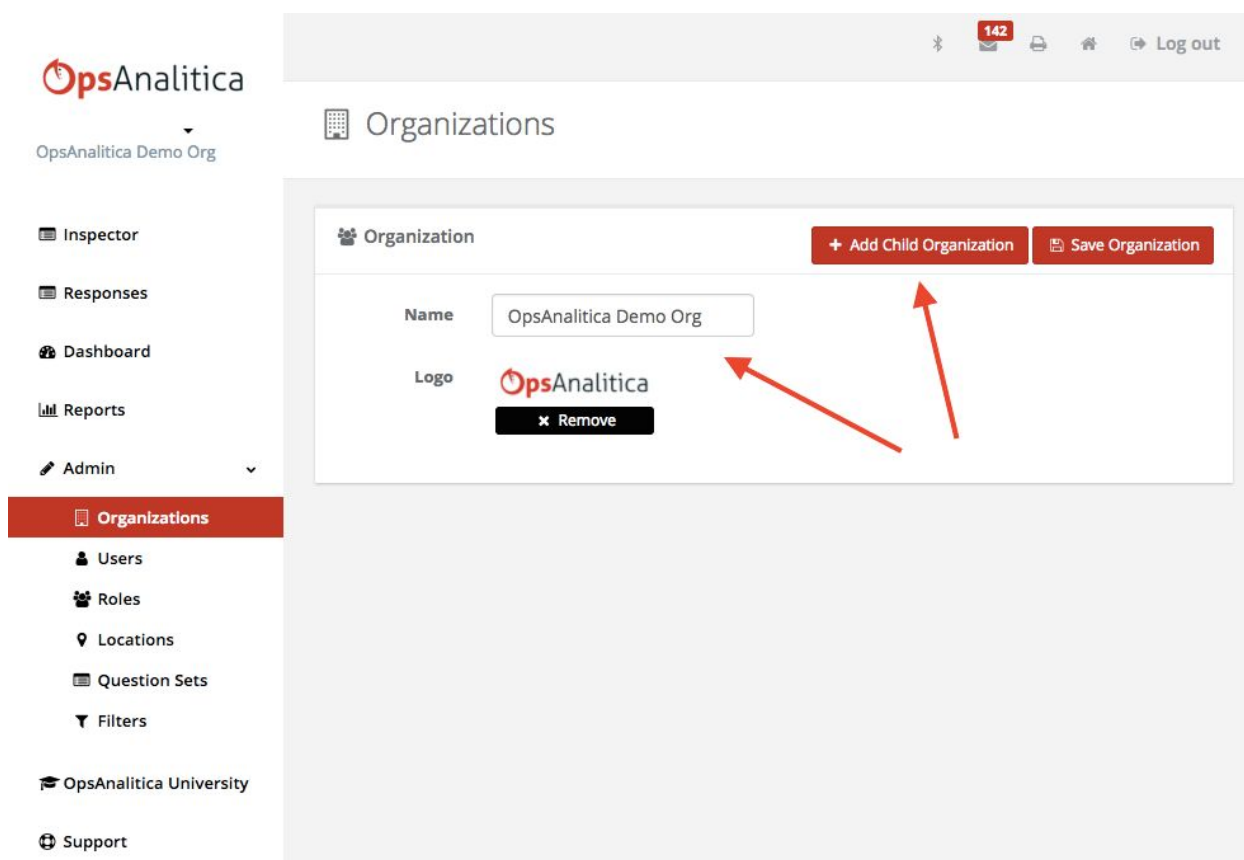 142
Log out
OpsAnalitica
OpsAnalitica Demo Org
Organizations
Inspector
Responses
Dashboard
Reports
Admin
Organizations
Users
Roles
Locations
Question Sets
Filters
OpsAnalitica University
Support
Organization
Add Child Organization
Save Organization
Name
OpsAnalitica Demo Org
Logo
OpsAnalitica
Remove